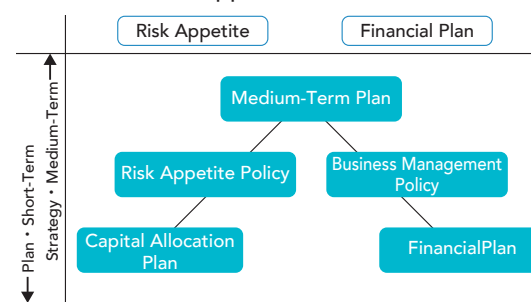 Risk Appetite
Financial Plan
Medium-Term Plan
Risk Appetite Policy
Business Management
Policy
Capital Allocation
Plan
FinancialPlan
Strategy・Medium-Term
Plan・Short-Term